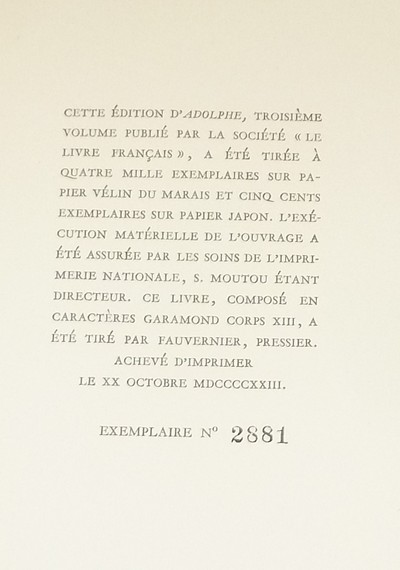 CETTE ÉDITION D'ADOLPHE, TROISIÈME
VOLUME PUBLIÉ PAR LA SOCIÉTÉ « LE
LIVRE FRANÇAIS », A ÉTÉ TIRÉE À
QUATRE MILLE EXEMPLAIRES SUR PA-
PIER VÉLIN DU MARAIS ET CINQ CENTS
EXEMPLAIRES SUR PAPIER JAPON. L'EXÉ-
CUTION MATÉRIELLE DE L'OUVRAGE A
ÉTÉ ASSURÉE PAR LES SOINS DE L'IMPRI-
MERIE NATIONALE, S. MOUTOU ÉTANT
DIRECTEUR. CE LIVRE, COMPOSÉ EN
CARACTÈRES GARAMOND CORPS XIII, A
ÉTÉ TIRÉ PAR FAUVERNIER, PRESSIER.
ACHEVÉ D'IMPRIMER
LE XX OCTOBRE MDCCCCXXIII.
EXEMPLAIRE Nº 2881